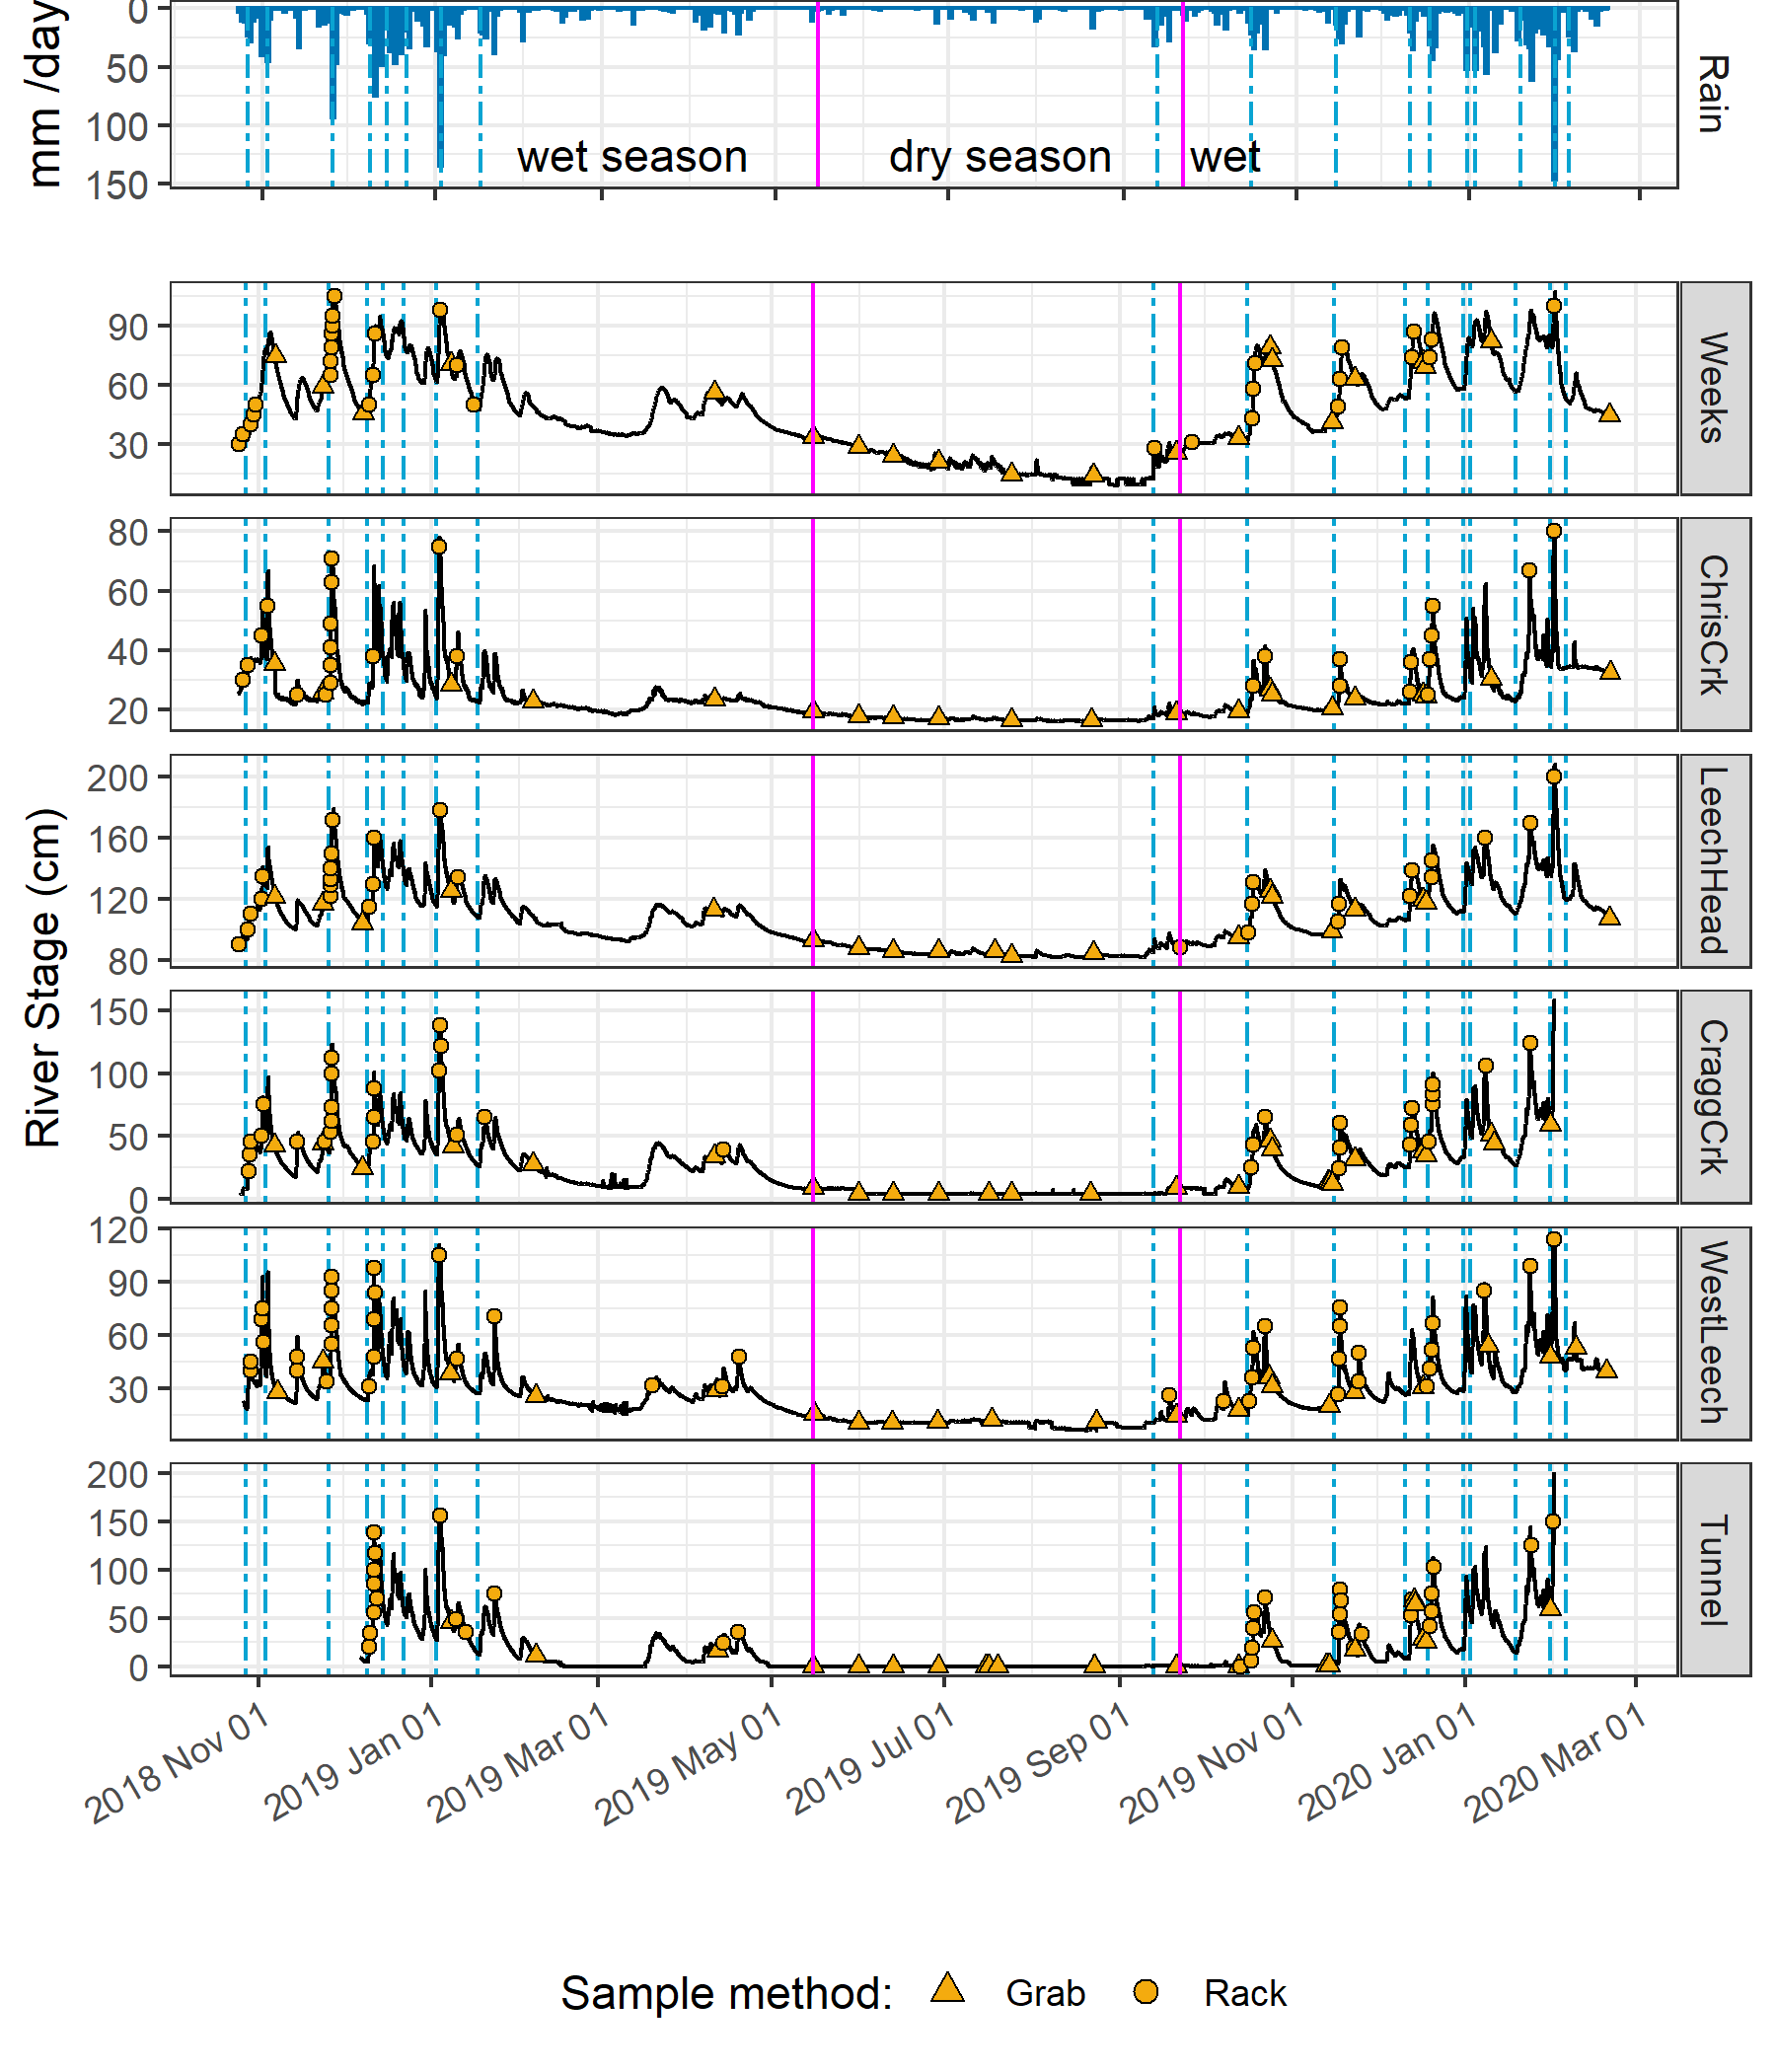 mm /day
0
50
100
150
wet season
dry season
wet
Rain
River Stage (cm)
90
60
30
Weeks
80
60
40
20
ChrisCrk
200
160
120
80
LeechHead
150
100
50
0
CraggCrk
120
90
60
30
WestLeech
200
150
100
50
0
Tunnel
2018 Nov 01
2019 Jan 01
2019 Mar 01
2019 May 01
2019 Jul 01
2019 Sep 01
2019 Nov 01
2020 Jan 01
2020 Mar 01
Sample method: Grab Rack